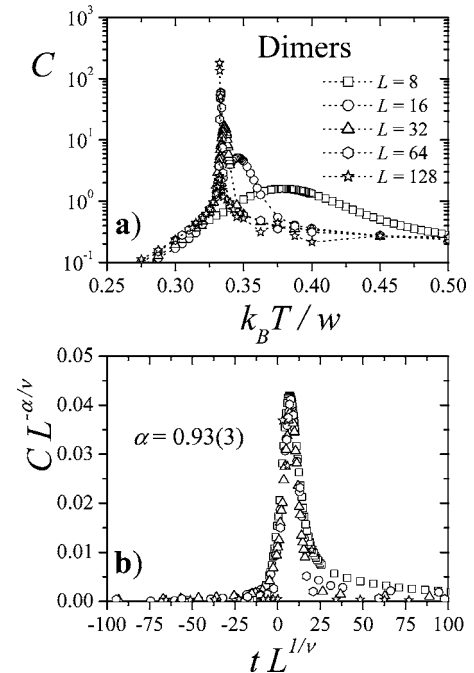 Dimers
C
10³
10²
10¹
10⁰
10⁻¹
L = 8
L = 16
L = 32
L = 64
L = 128
a)
0.25 0.30 0.35 0.40 0.45 0.50
k_B T / w
C L^{-α/ν}
0.05
0.04
0.03
0.02
0.01
0.00
α = 0.93(3)
b)
-100 -75 -50 -25 0 25 50 75 100
t L^{1/ν}